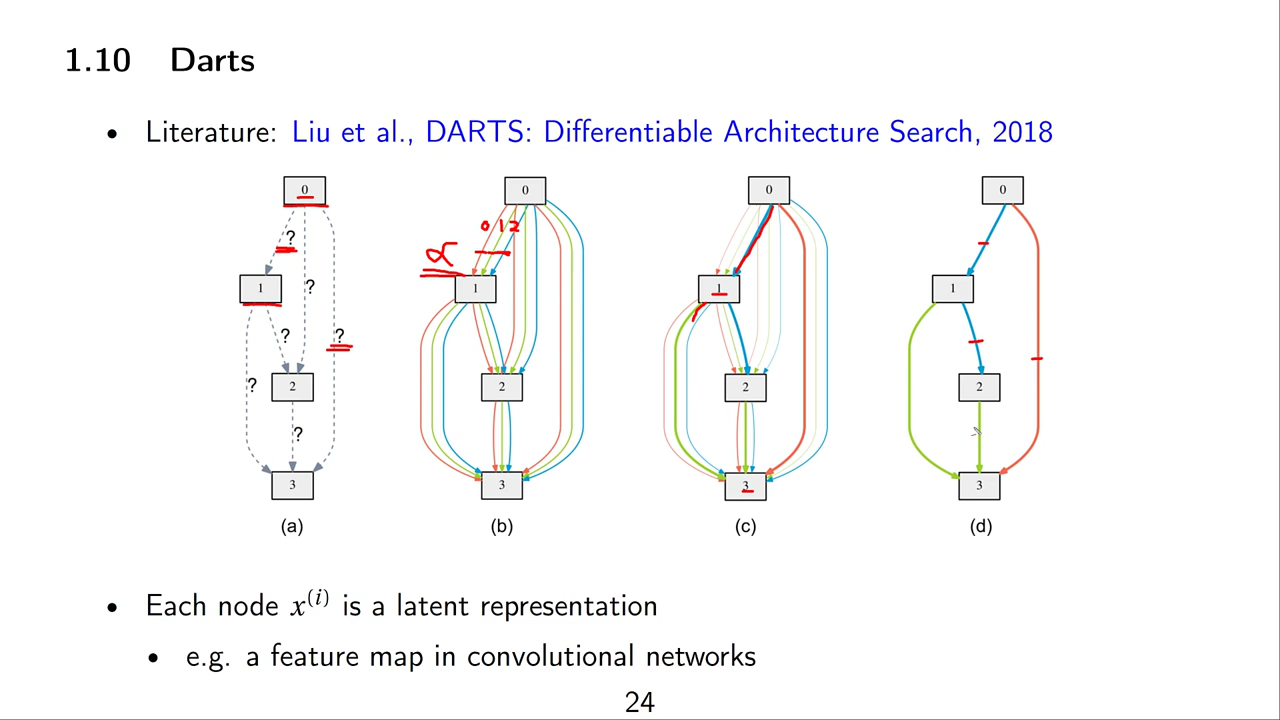 1.10 Darts
• Literature: Liu et al., DARTS: Differentiable Architecture Search, 2018
0
?
1
?
?
?
?
2
?
3
(a)
0
0 1 2
α
1
2
3
(b)
0
1
2
3
(c)
0
1
2
3
(d)
• Each node x(i) is a latent representation
• e.g. a feature map in convolutional networks
24